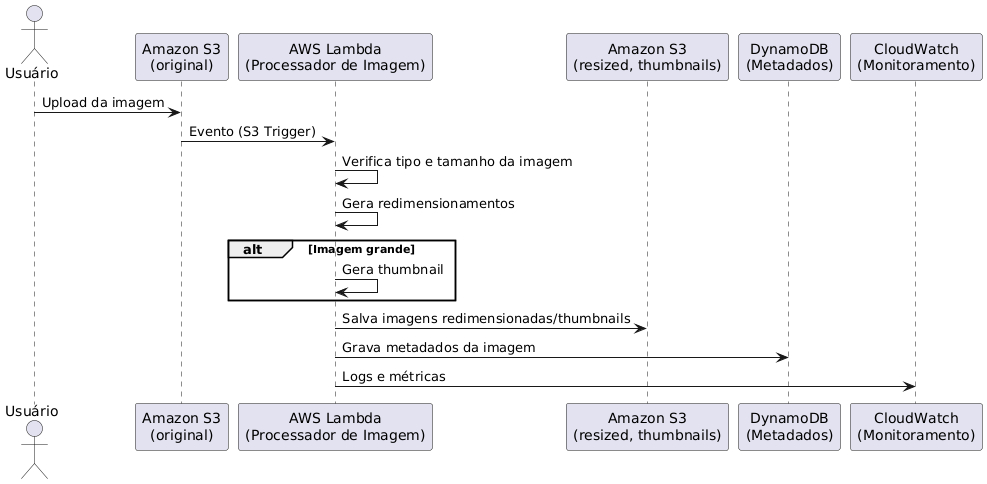 Usuário
Amazon S3
(original)
AWS Lambda
(Processador de Imagem)
Amazon S3
(resized, thumbnails)
DynamoDB
(Metadados)
CloudWatch
(Monitoramento)
Upload da imagem
Evento (S3 Trigger)
Verifica tipo e tamanho da imagem
Gera redimensionamentos
alt [Imagem grande]
Gera thumbnail
Salva imagens redimensionadas/thumbnails
Grava metadados da imagem
Logs e métricas
Usuário
Amazon S3
(original)
AWS Lambda
(Processador de Imagem)
Amazon S3
(resized, thumbnails)
DynamoDB
(Metadados)
CloudWatch
(Monitoramento)